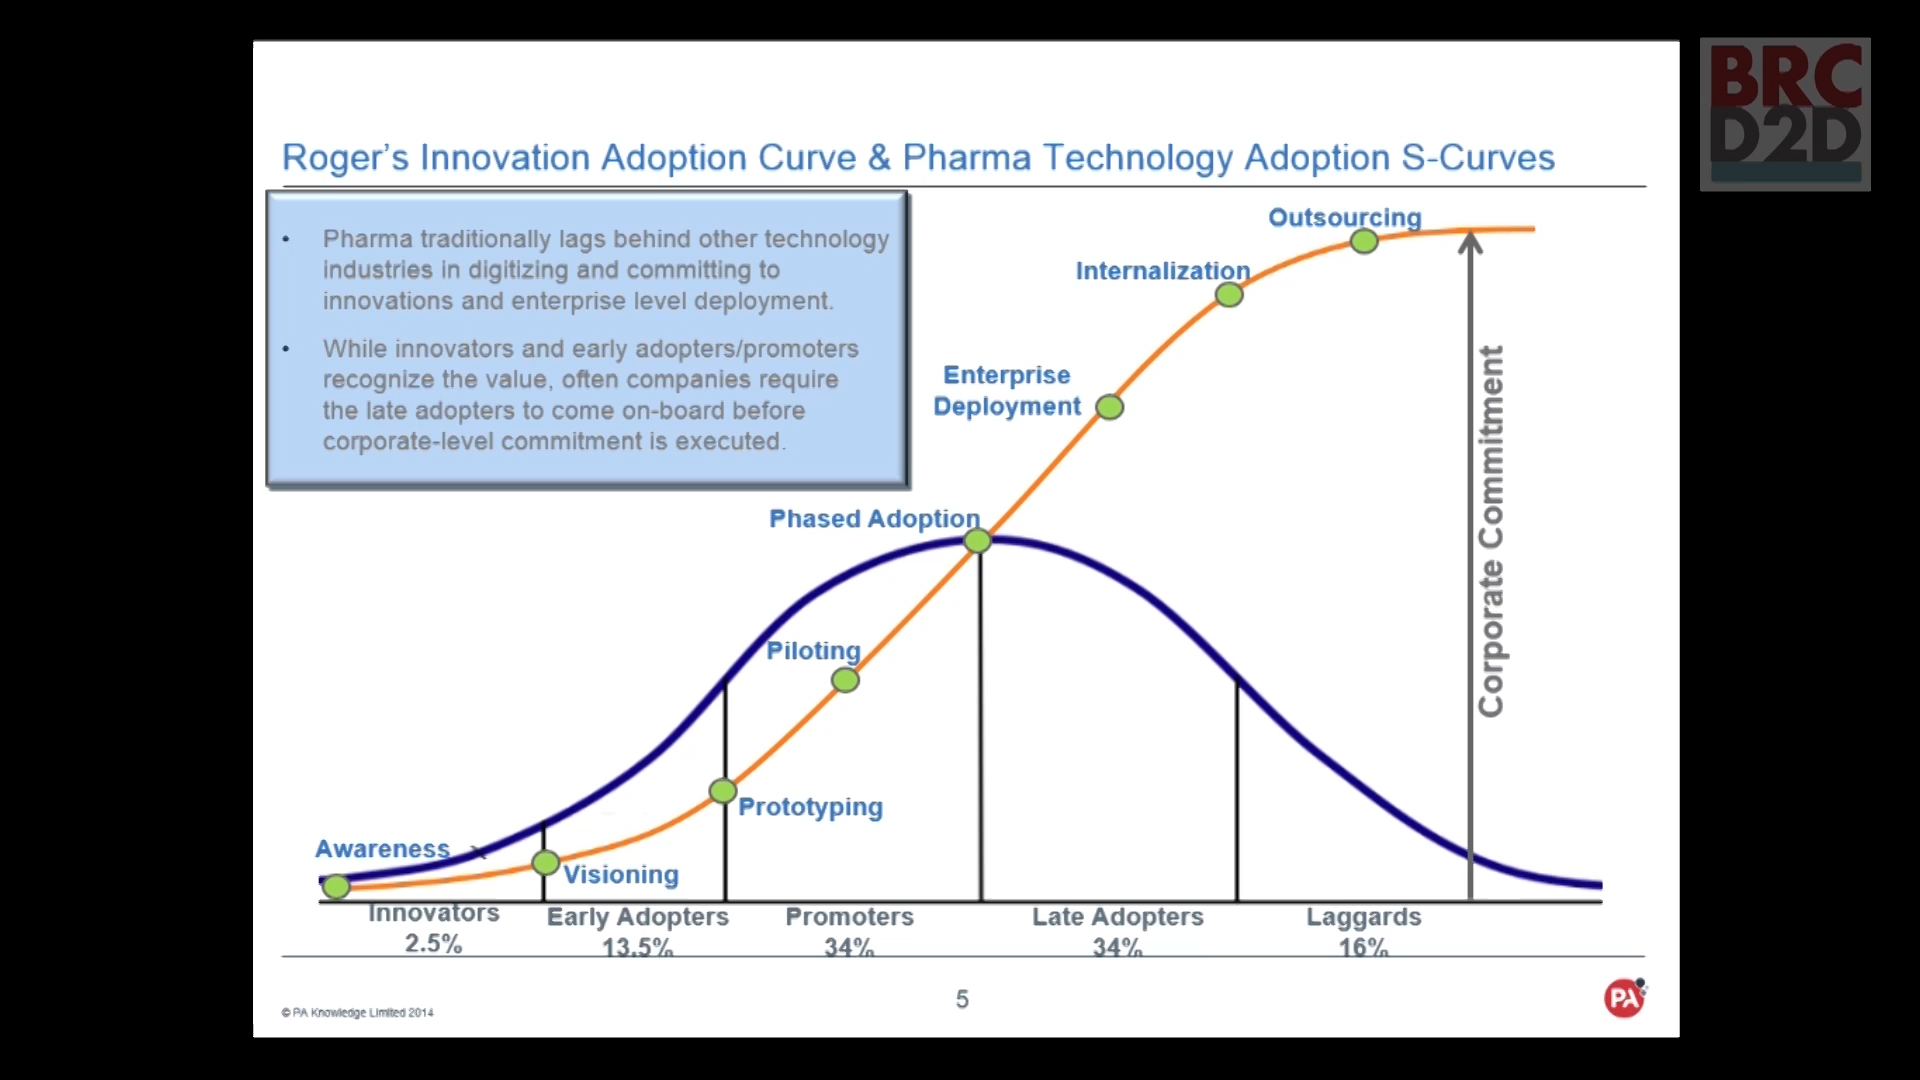 BRC
D2D
Roger's Innovation Adoption Curve & Pharma Technology Adoption S-Curves
• Pharma traditionally lags behind other technology
industries in digitizing and committing to
innovations and enterprise level deployment.
• While innovators and early adopters/promoters
recognize the value, often companies require
the late adopters to come on-board before
corporate-level commitment is executed.
Outsourcing
Internalization
Enterprise
Deployment
Phased Adoption
Piloting
Prototyping
Visioning
Awareness
Corporate Commitment
Innovators
2.5%
Early Adopters
13.5%
Promoters
34%
Late Adopters
34%
Laggards
16%
5
© PA Knowledge Limited 2014
PA